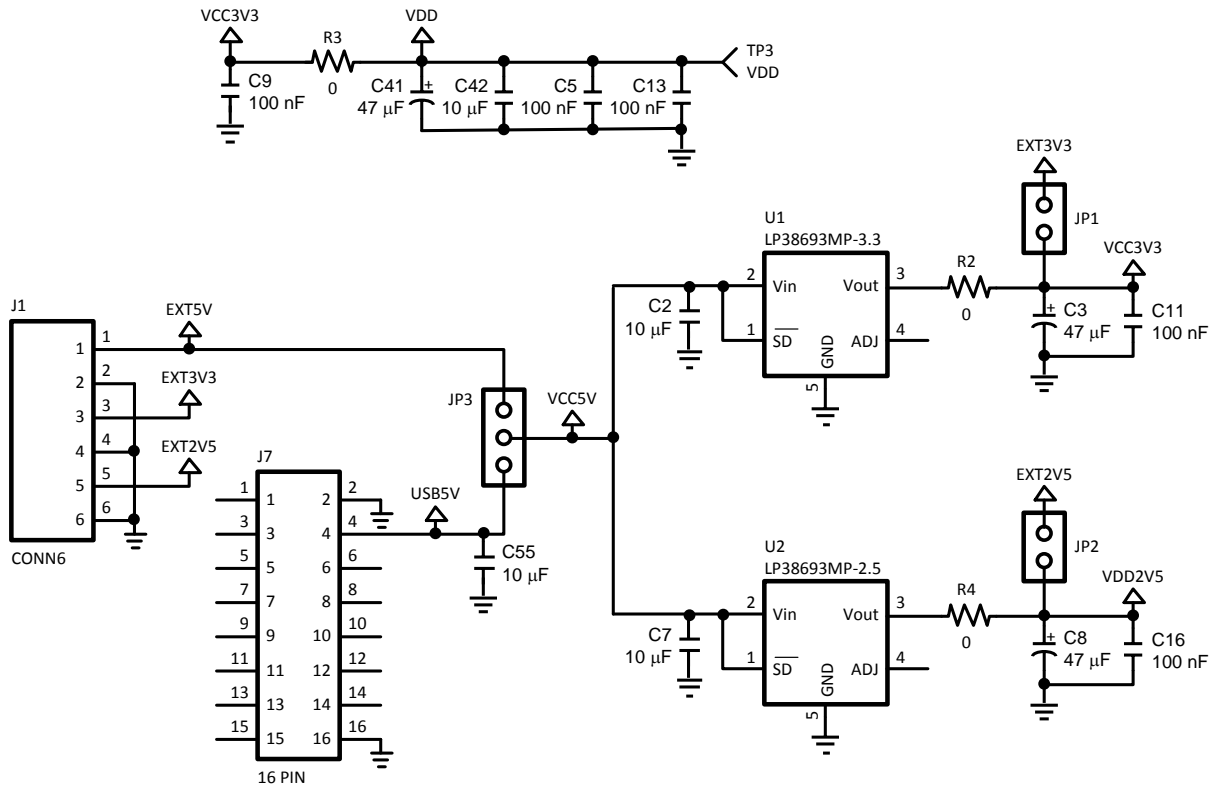 VCC3V3
R3
0
VDD
C9
100 nF
C41
47 µF
+
C42
10 µF
C5
100 nF
C13
100 nF
TP3
VDD
EXT3V3
JP1
U1
LP38693MP-3.3
2
Vin
Vout
3
1
SD
GND
ADJ
4
5
C2
10 µF
R2
0
VCC3V3
+
C3
47 µF
C11
100 nF
J1
1
1
2
2
3
3
4
4
5
5
6
6
CONN6
EXT5V
EXT3V3
EXT2V5
JP3
VCC5V
J7
1
1
2
2
3
3
4
4
5
5
6
6
7
7
8
8
9
9
10
10
11
11
12
12
13
13
14
14
15
15
16
16
16 PIN
USB5V
C55
10 µF
EXT2V5
JP2
U2
LP38693MP-2.5
2
Vin
Vout
3
1
SD
GND
ADJ
4
5
C7
10 µF
R4
0
VDD2V5
+
C8
47 µF
C16
100 nF